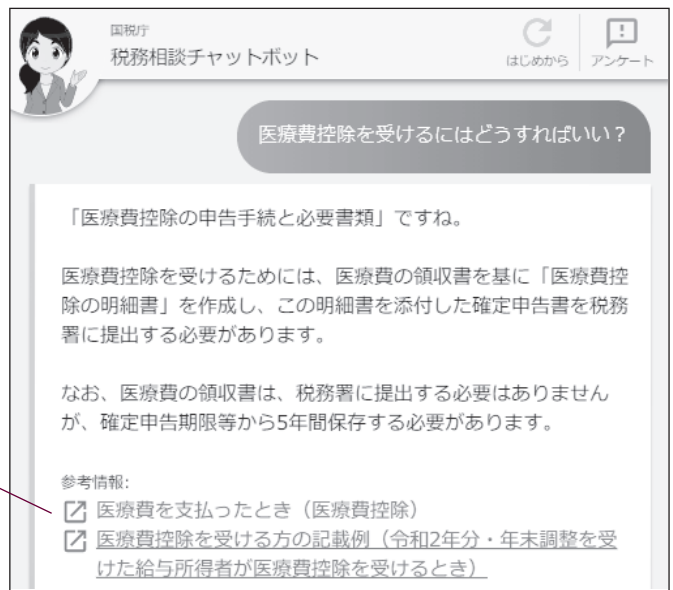 国税庁
税務相談チャットボット
はじめから
アンケート
医療費控除を受けるにはどうすればいい？
「医療費控除の申告手続と必要書類」ですね。
医療費控除を受けるためには、医療費の領収書を基に「医療費控
除の明細書」を作成し、この明細書を添付した確定申告書を税務
署に提出する必要があります。
なお、医療費の領収書は、税務署に提出する必要はありません
が、確定申告期限等から5年間保存する必要があります。
参考情報:
医療費を支払ったとき（医療費控除）
医療費控除を受ける方の記載例（令和2年分・年末調整を受
けた給与所得者が医療費控除を受けるとき）